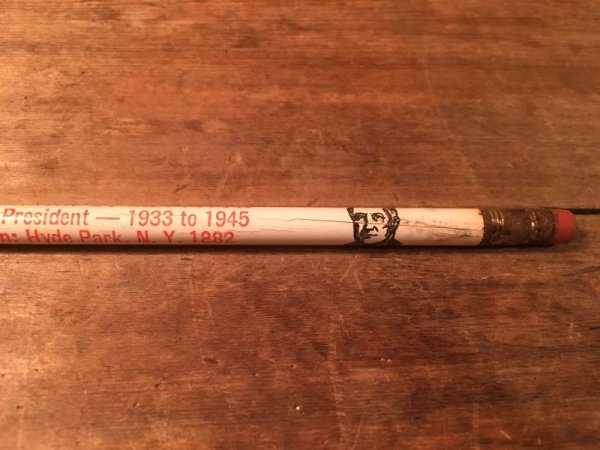 President — 1933 to 1945
n: Hyde Park, N. Y. 1882